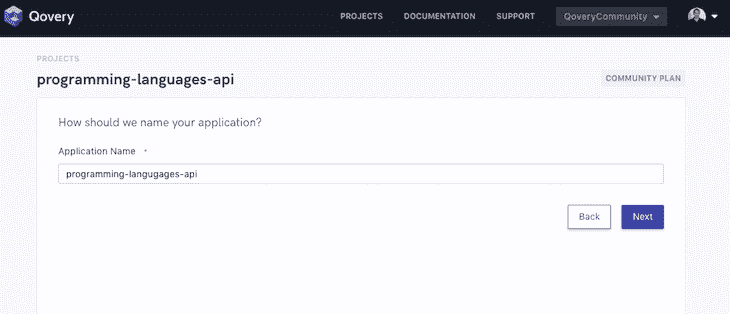 Qovery PROJECTS DOCUMENTATION SUPPORT QoveryCommunity
PROJECTS
programming-languages-api COMMUNITY PLAN
How should we name your application?
Application Name *
programming-langugages-api
Back Next